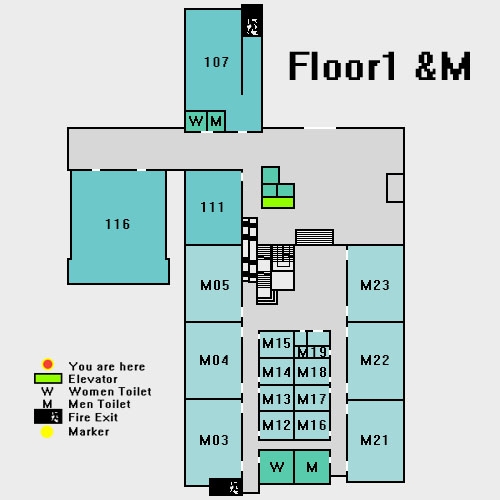 107
Floor1 &M
W M
111
116
M05
M23
M15
M19
M04
M14 M18
M22
M13 M17
M12 M16
M03
M21
W M
You are here
Elevator
W Women Toilet
M Men Toilet
Fire Exit
Marker